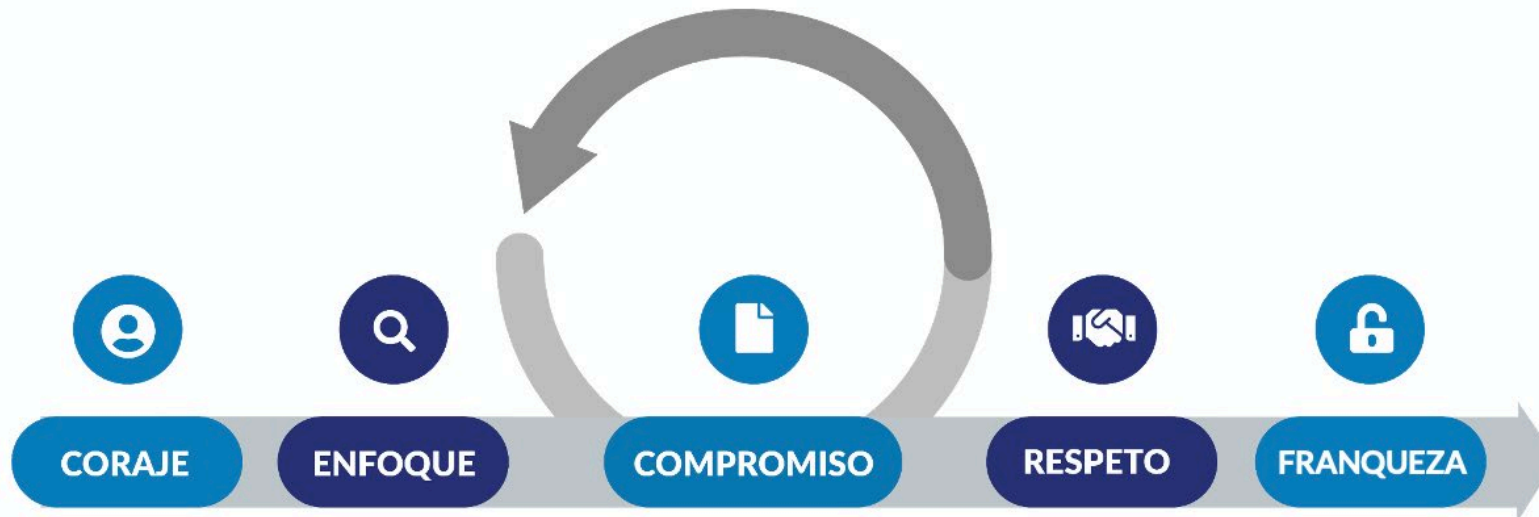 CORAJE
ENFOQUE
COMPROMISO
RESPETO
FRANQUEZA